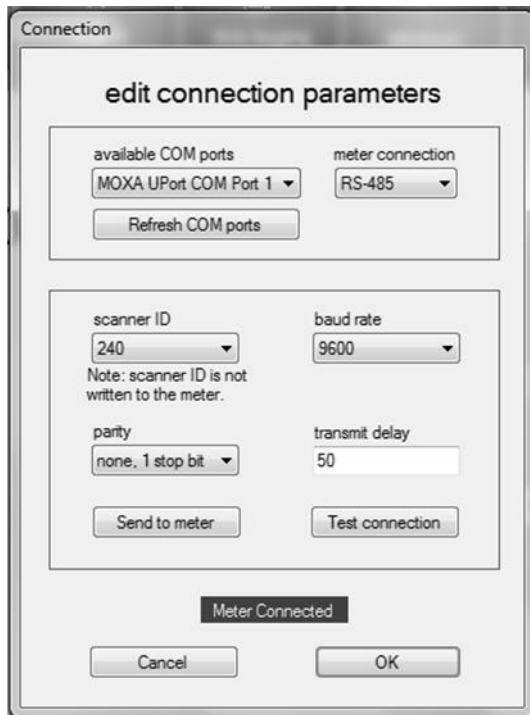 Connection
edit connection parameters
available COM ports
meter connection
MOXA UPort COM Port 1
RS-485
Refresh COM ports
scanner ID
baud rate
240
9600
Note: scanner ID is not
written to the meter.
parity
transmit delay
none, 1 stop bit
50
Send to meter
Test connection
Meter Connected
Cancel
OK